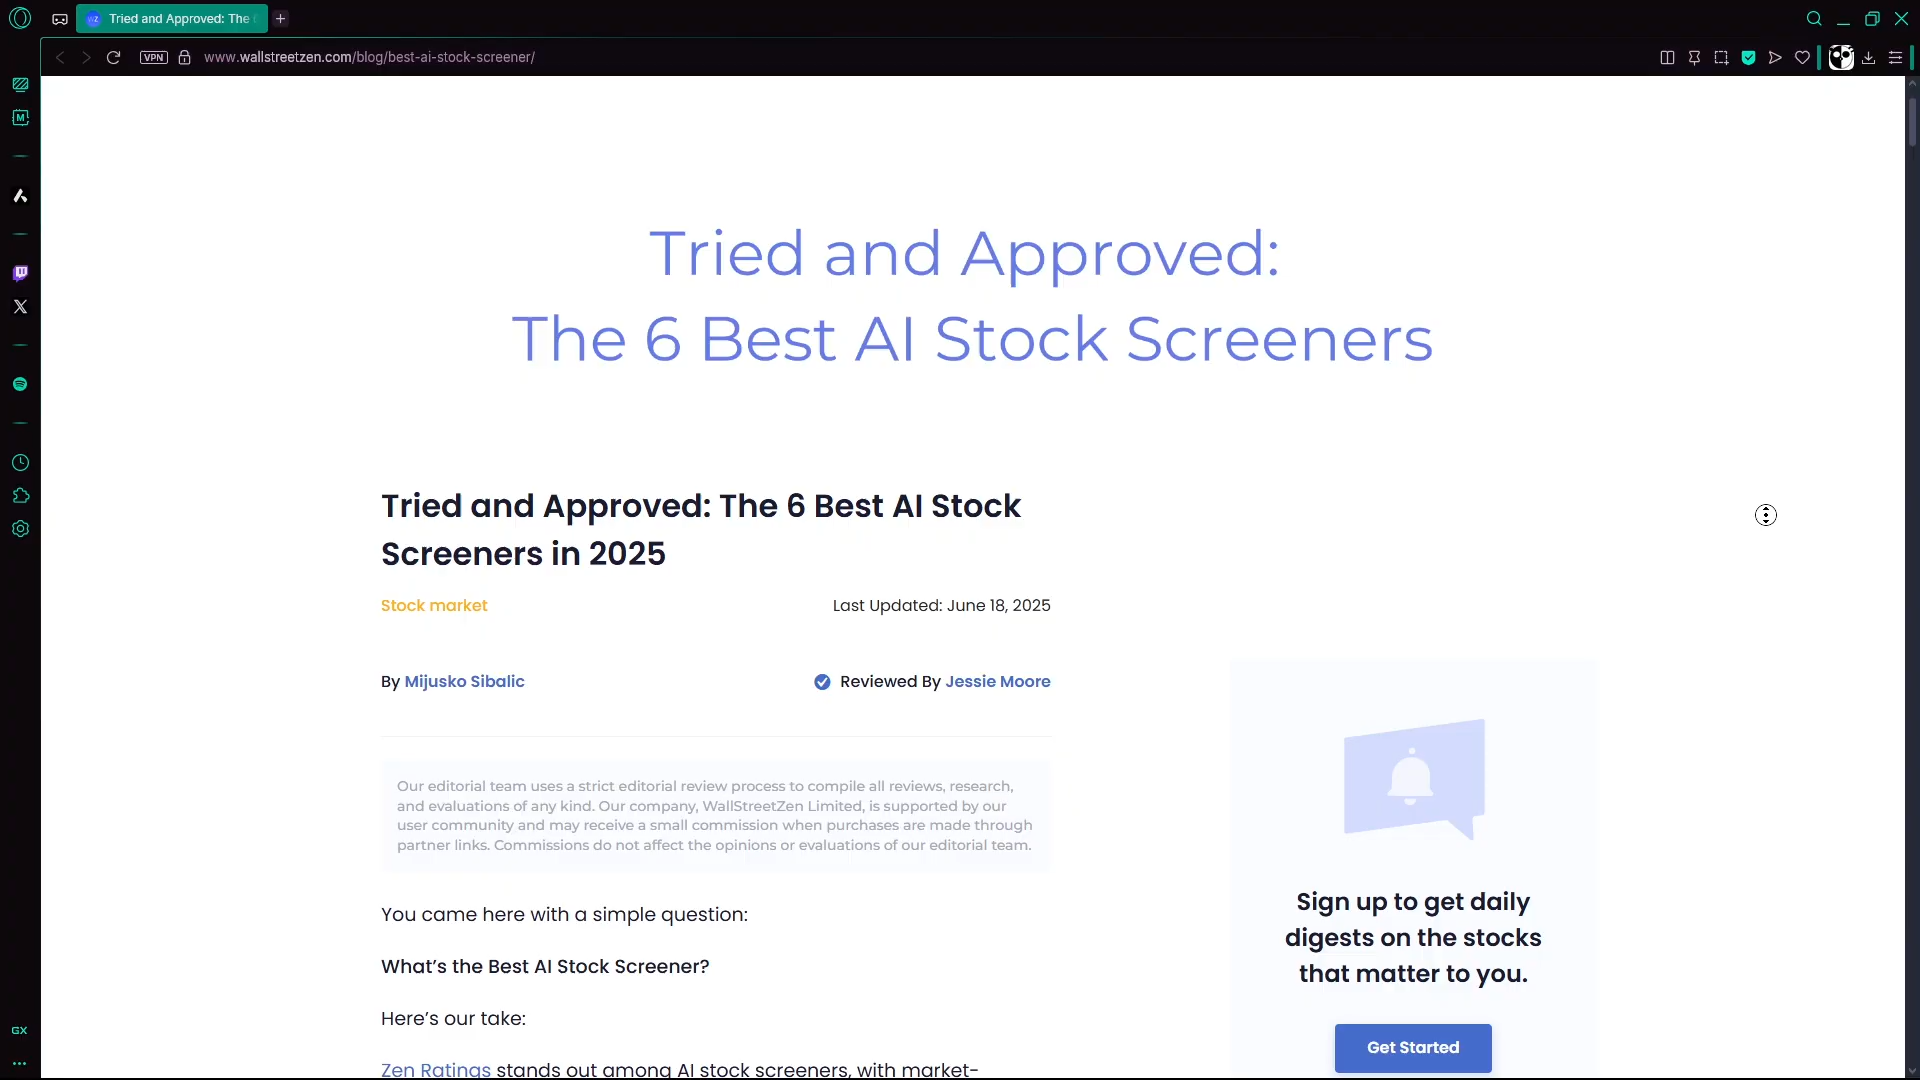 Tried and Approved: The 6
VPN
www.wallstreetzen.com/blog/best-ai-stock-screener/
M
Tried and Approved:
The 6 Best AI Stock Screeners
Tried and Approved: The 6 Best AI Stock
Screeners in 2025
Stock market
Last Updated: June 18, 2025
By Mijusko Sibalic
Reviewed By Jessie Moore
Our editorial team uses a strict editorial review process to compile all reviews, research,
and evaluations of any kind. Our company, WallStreetZen Limited, is supported by our
user community and may receive a small commission when purchases are made through
partner links. Commissions do not affect the opinions or evaluations of our editorial team.
You came here with a simple question:
What's the Best AI Stock Screener?
Here's our take:
Zen Ratings stands out among AI stock screeners, with market-
Sign up to get daily
digests on the stocks
that matter to you.
Get Started
GX